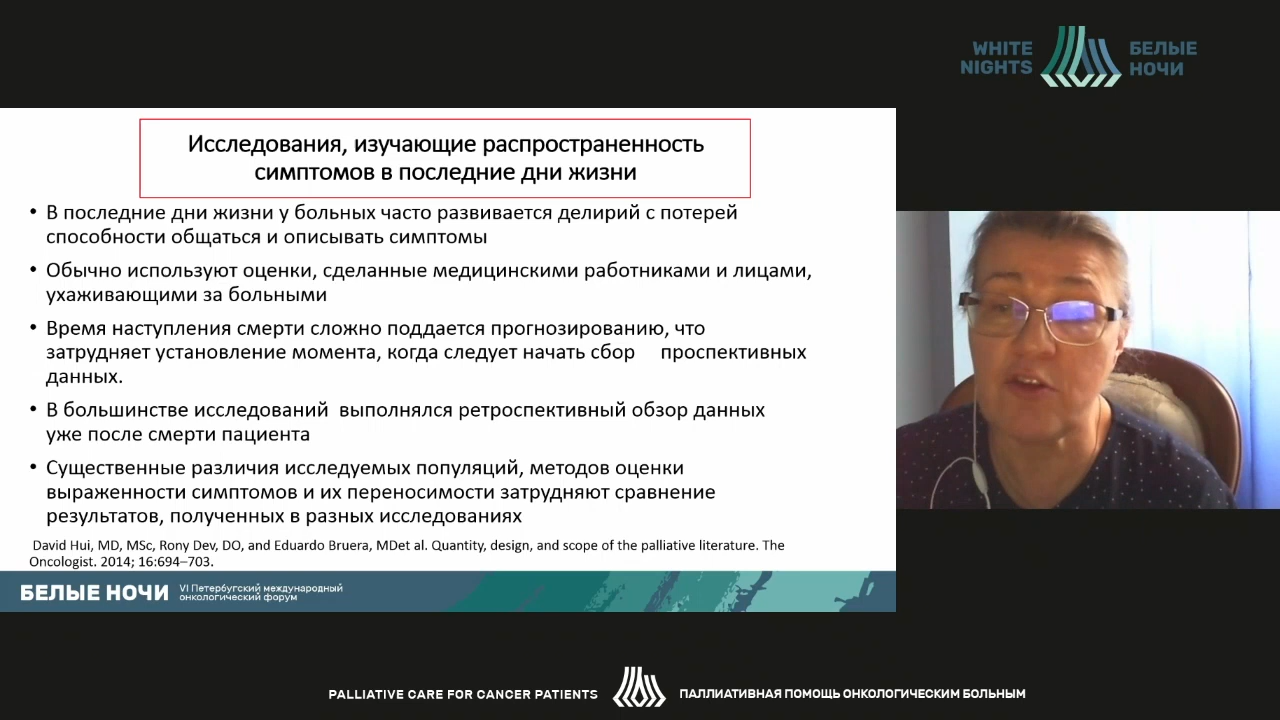 WHITE
NIGHTS
БЕЛЫЕ
НОЧИ
Исследования, изучающие распространенность
симптомов в последние дни жизни
• В последние дни жизни у больных часто развивается делирий с потерей
способности общаться и описывать симптомы
• Обычно используют оценки, сделанные медицинскими работниками и лицами,
ухаживающими за больными
• Время наступления смерти сложно поддается прогнозированию, что
затрудняет установление момента, когда следует начать сбор проспективных
данных.
• В большинстве исследований выполнялся ретроспективный обзор данных
уже после смерти пациента
• Существенные различия исследуемых популяций, методов оценки
выраженности симптомов и их переносимости затрудняют сравнение
результатов, полученных в разных исследованиях
David Hui, MD, MSc, Rony Dev, DO, and Eduardo Bruera, MDet al. Quantity, design, and scope of the palliative literature. The
Oncologist. 2014; 16:694–703.
БЕЛЫЕ НОЧИ
VI Петербугский международный
онкологический форум
PALLIATIVE CARE FOR CANCER PATIENTS
ПАЛЛИАТИВНАЯ ПОМОЩЬ ОНКОЛОГИЧЕСКИМ БОЛЬНЫМ